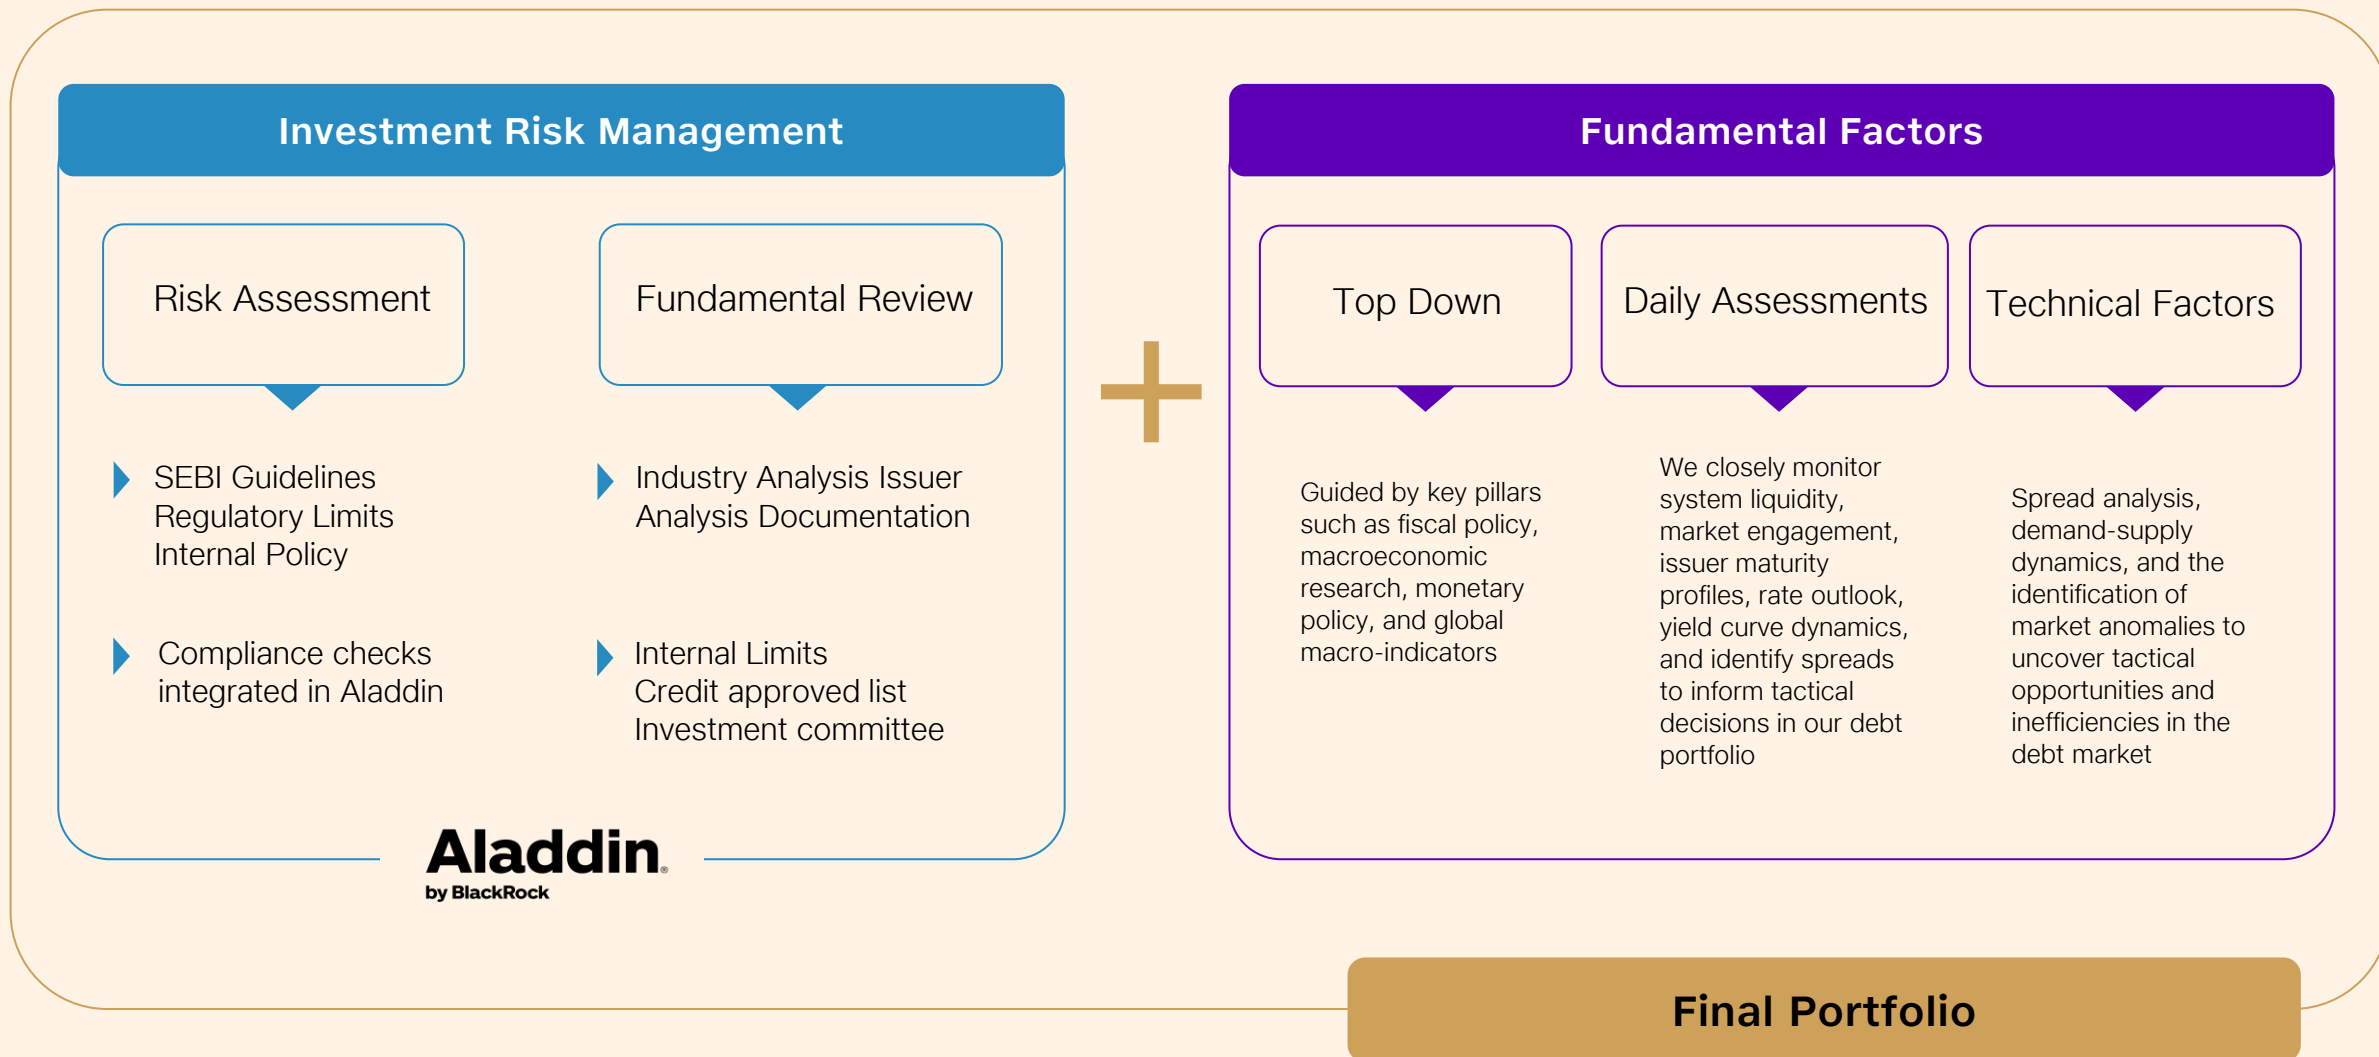 Investment Risk Management
Risk Assessment
SEBI Guidelines
Regulatory Limits
Internal Policy
Compliance checks
integrated in Aladdin
Fundamental Review
Industry Analysis Issuer
Analysis Documentation
Internal Limits
Credit approved list
Investment committee
Aladdin®
by BlackRock
+
Fundamental Factors
Top Down
Guided by key pillars
such as fiscal policy,
macroeconomic
research, monetary
policy, and global
macro-indicators
Daily Assessments
We closely monitor
system liquidity,
market engagement,
issuer maturity
profiles, rate outlook,
yield curve dynamics,
and identify spreads
to inform tactical
decisions in our debt
portfolio
Technical Factors
Spread analysis,
demand-supply
dynamics, and the
identification of
market anomalies to
uncover tactical
opportunities and
inefficiencies in the
debt market
Final Portfolio